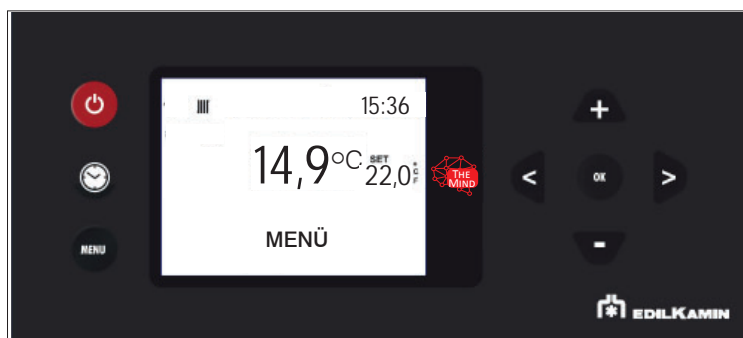 15:36
14,9°C
SET
22,0
THE
MIND
MENÜ
MENU
+
<
OK
>
-
EDILKAMIN